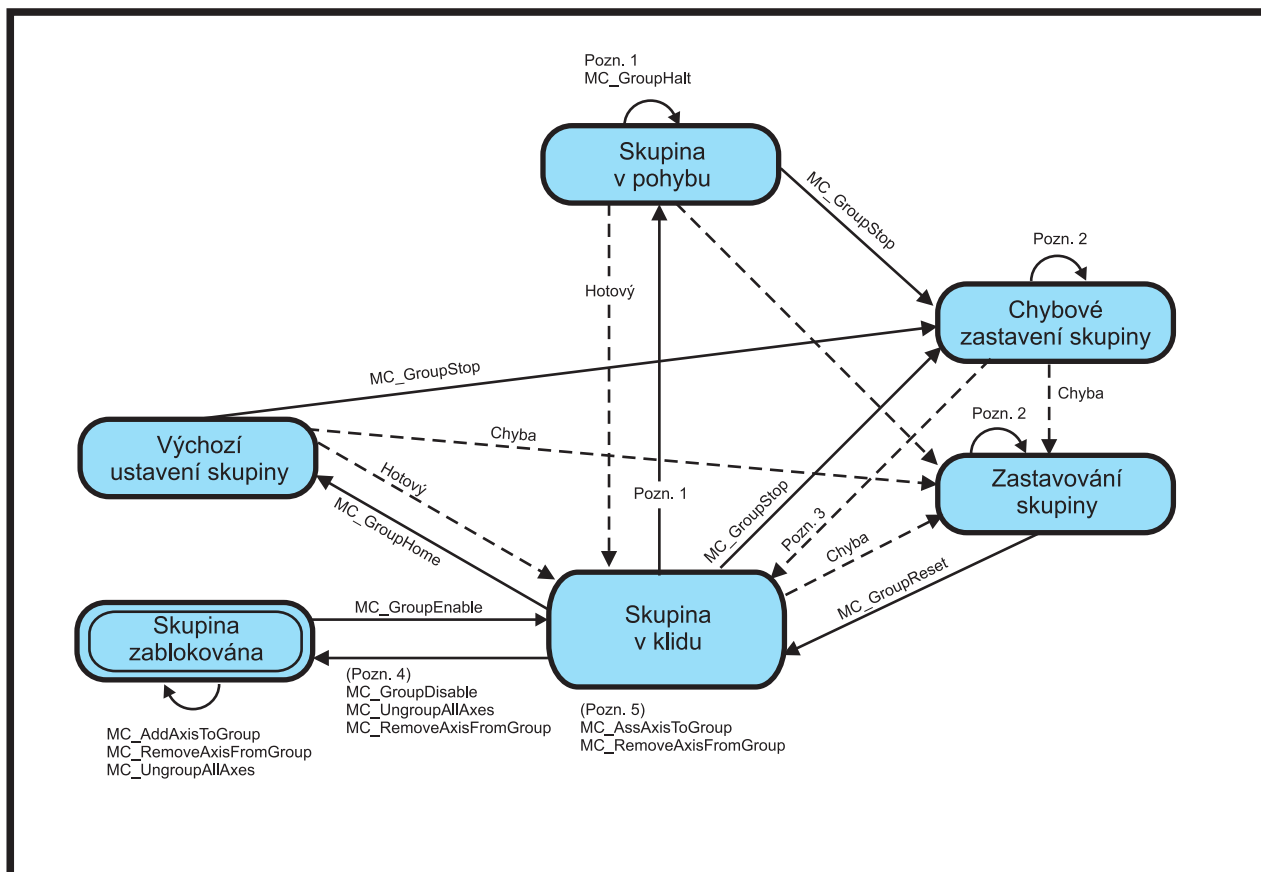 Pozn. 1
MC_GroupHalt
Skupina
v pohybu
MC_GroupStop
Pozn. 2
Hotový
Chybové
zastavení skupiny
MC_GroupStop
Chyba
Pozn. 2
Výchozí
ustavení skupiny
Chyba
Hotový
Zastavování
skupiny
Pozn. 1
MC_GroupStop
Pozn. 3
Chyba
MC_GroupHome
MC_GroupReset
MC_GroupEnable
Skupina
zablokována
Skupina
v klidu
(Pozn. 4)
MC_GroupDisable
MC_UngroupAllAxes
MC_RemoveAxisFromGroup
(Pozn. 5)
MC_AssAxisToGroup
MC_RemoveAxisFromGroup
MC_AddAxisToGroup
MC_RemoveAxisFromGroup
MC_UngroupAllAxes